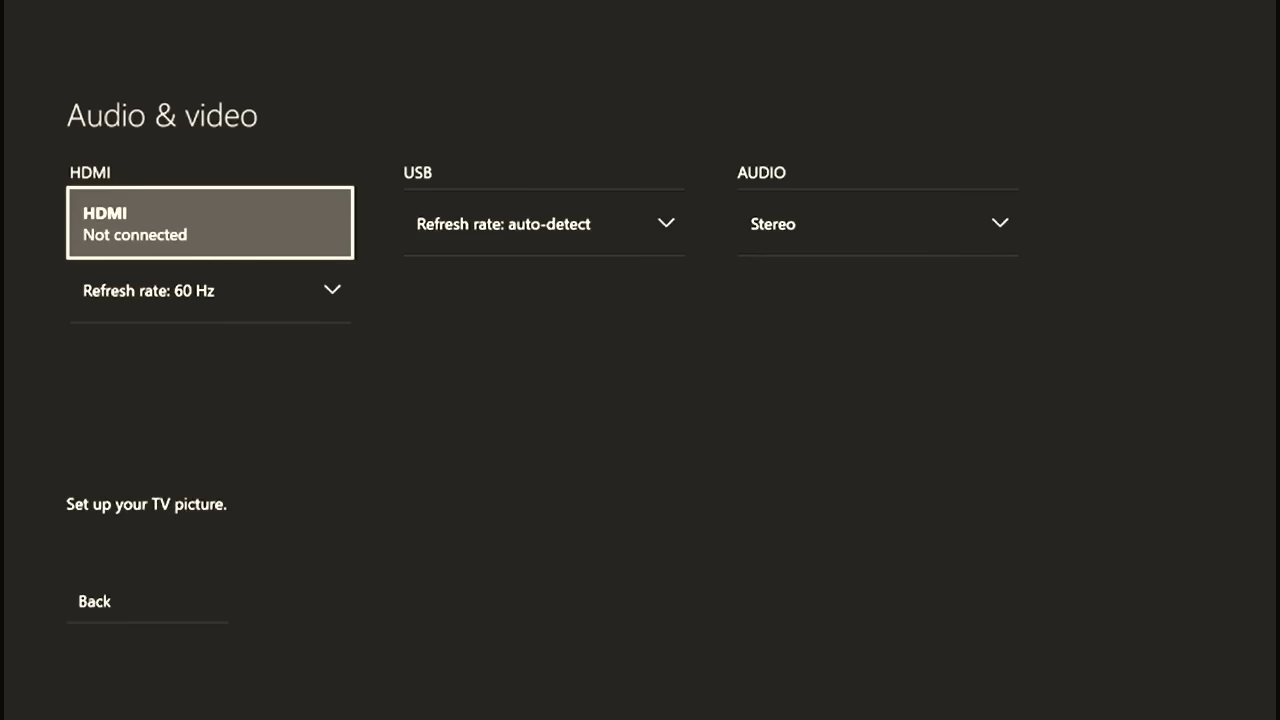 Audio & video
HDMI
HDMI
Not connected
Refresh rate: 60 Hz
USB
Refresh rate: auto-detect
AUDIO
Stereo
Set up your TV picture.
Back